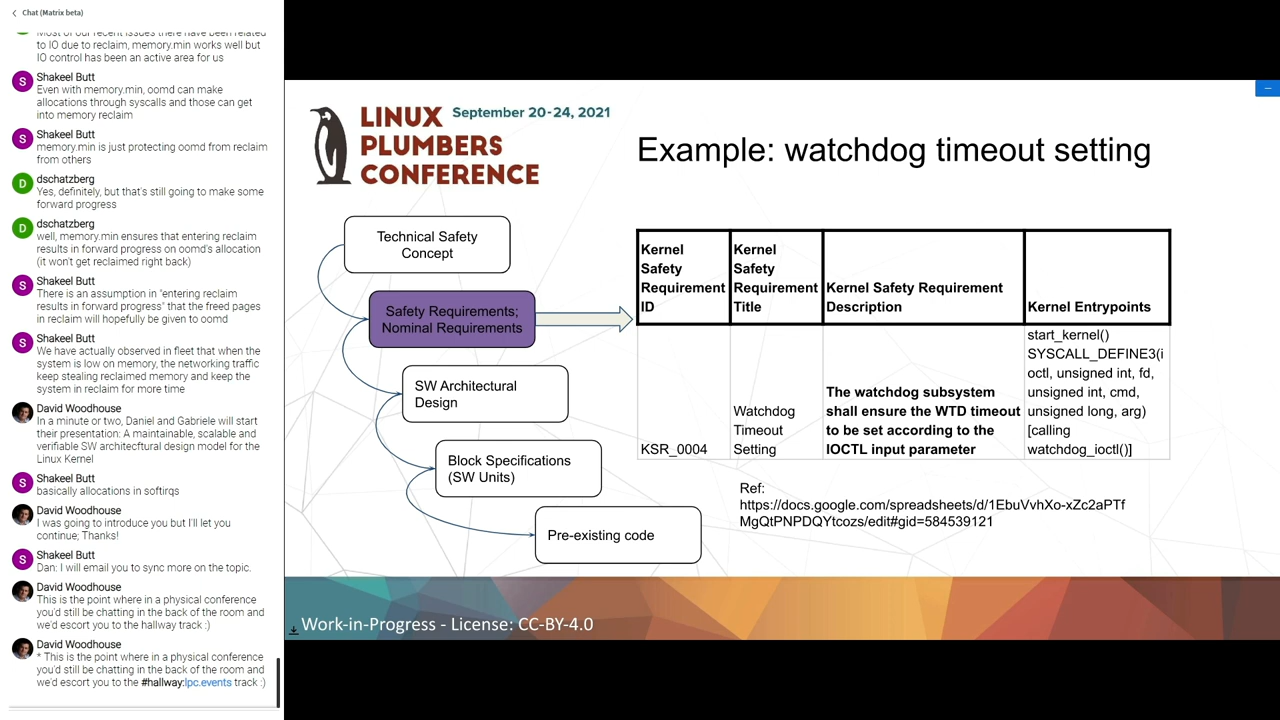 Chat (Matrix beta)
Most of our recent issues there have been related
to IO due to reclaim, memory.min works well but
IO control has been an active area for us
S
Shakeel Butt
Even with memory.min, oomd can make
allocations through syscalls and those can get
into memory reclaim
S
Shakeel Butt
memory.min is just protecting oomd from reclaim
from others
D
dschatzberg
Yes, definitely, but that's still going to make some
forward progress
D
dschatzberg
well, memory.min ensures that entering reclaim
results in forward progress on oomd's allocation
(it won't get reclaimed right back)
S
Shakeel Butt
There is an assumption in "entering reclaim
results in forward progress" that the freed pages
in reclaim will hopefully be given to oomd
S
Shakeel Butt
We have actually observed in fleet that when the
system is low on memory, the networking traffic
keep stealing reclaimed memory and keep the
system in reclaim for more time
David Woodhouse
In a minute or two, Daniel and Gabriele will start
their presentation: A maintainable, scalable and
verifiable SW architecftural design model for the
Linux Kernel
S
Shakeel Butt
basically allocations in softirqs
David Woodhouse
I was going to introduce you but I'll let you
continue; Thanks!
S
Shakeel Butt
Dan: I will email you to sync more on the topic.
David Woodhouse
This is the point where in a physical conference
you'd still be chatting in the back of the room and
we'd escort you to the hallway track :)
David Woodhouse
* This is the point where in a physical conference
you'd still be chatting in the back of the room and
we'd escort you to the #hallway:lpc.events track :)
LINUX
PLUMBERS
CONFERENCE
September 20-24, 2021
Example: watchdog timeout setting
Technical Safety
Concept
Safety Requirements;
Nominal Requirements
SW Architectural
Design
Block Specifications
(SW Units)
Pre-existing code
Kernel
Safety
Requirement
ID
Kernel
Safety
Requirement
Title
Kernel Safety Requirement
Description
Kernel Entrypoints
KSR_0004
Watchdog
Timeout
Setting
The watchdog subsystem
shall ensure the WTD timeout
to be set according to the
IOCTL input parameter
start_kernel()
SYSCALL_DEFINE3(i
octl, unsigned int, fd,
unsigned int, cmd,
unsigned long, arg)
[calling
watchdog_ioctl()]
Ref:
https://docs.google.com/spreadsheets/d/1EbuVvhXo-xZc2aPTf
MgQtPNPDQYtcozs/edit#gid=584539121
Work-in-Progress - License: CC-BY-4.0